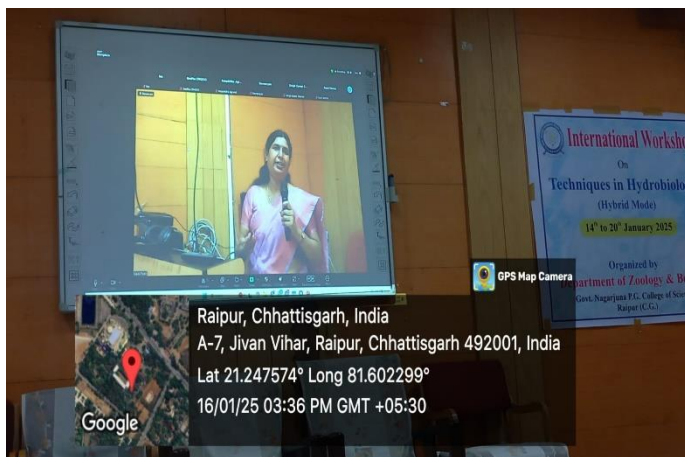 International Worksho
On
Techniques in Hydrobiolo
(Hybrid Mode)
14th to 20th January 2025
Organized by
Department of Zoology & Bo
Govt. Nagarjuna P.G. College of Scie
Raipur (C.G.)
GPS Map Camera
Raipur, Chhattisgarh, India
A-7, Jivan Vihar, Raipur, Chhattisgarh 492001, India
Lat 21.247574° Long 81.602299°
16/01/25 03:36 PM GMT +05:30
Google